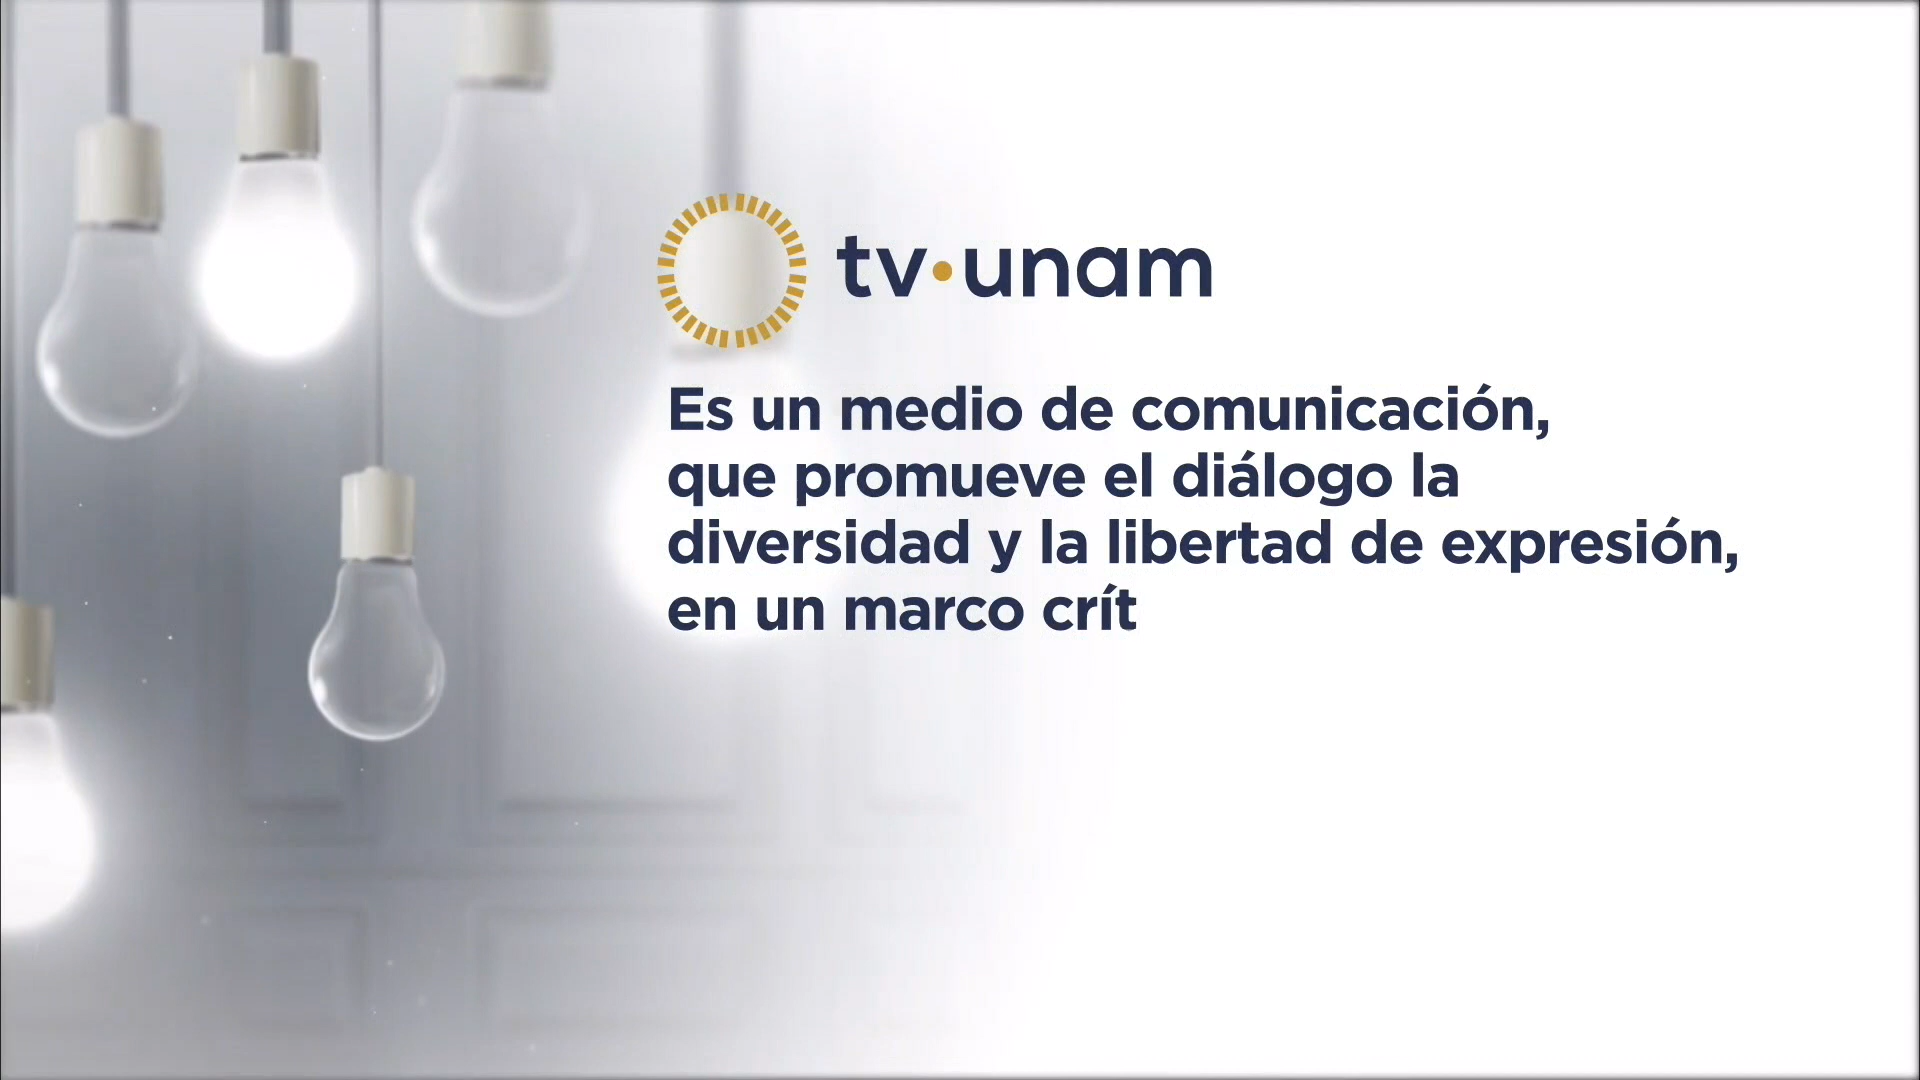 tv•unam
Es un medio de comunicación,
que promueve el diálogo la
diversidad y la libertad de expresión,
en un marco crít